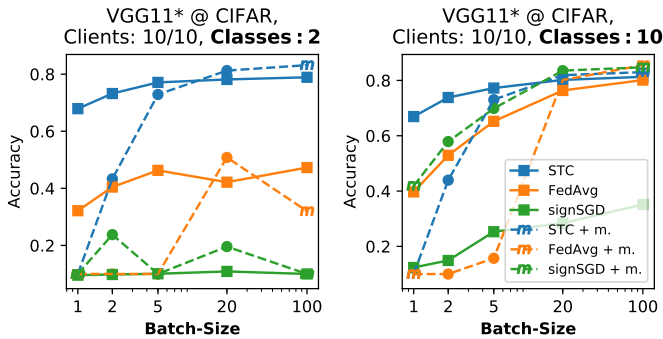 VGG11* @ CIFAR,
Clients: 10/10, Classes: 2
Accuracy
0.8
0.6
0.4
0.2
1 2 5 20 100
Batch-Size
m
m
VGG11* @ CIFAR,
Clients: 10/10, Classes: 10
Accuracy
0.8
0.6
0.4
0.2
1 2 5 20 100
Batch-Size
STC
FedAvg
signSGD
m STC + m.
m FedAvg + m.
m signSGD + m.